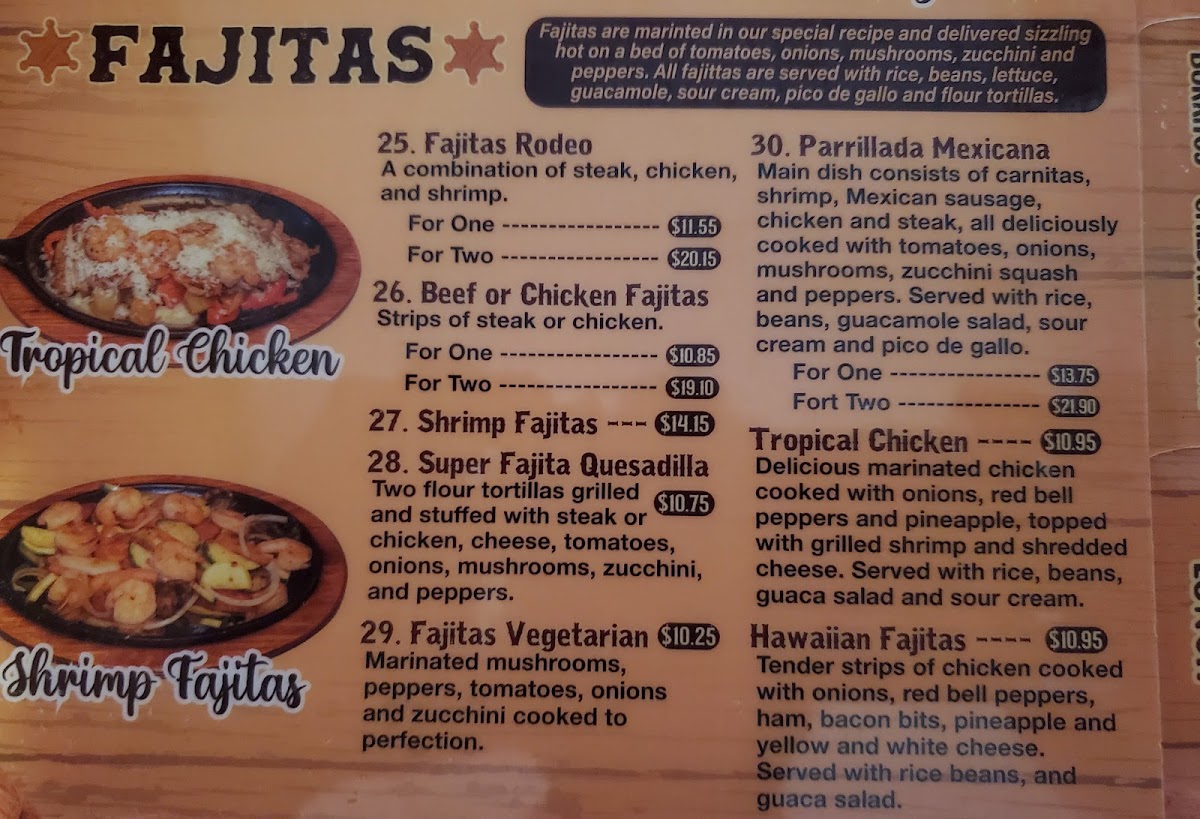 FAJITAS
Fajitas are marinted in our special recipe and delivered sizzling
hot on a bed of tomatoes, onions, mushrooms, zucchini and
peppers. All fajittas are served with rice, beans, lettuce,
guacamole, sour cream, pico de gallo and flour tortillas.
Tropical Chicken
Shrimp Fajitas
25. Fajitas Rodeo
A combination of steak, chicken,
and shrimp.
For One ----------------- $11.55
For Two ----------------- $20.15
26. Beef or Chicken Fajitas
Strips of steak or chicken.
For One ----------------- $10.85
For Two ----------------- $19.10
27. Shrimp Fajitas --- $14.15
28. Super Fajita Quesadilla
Two flour tortillas grilled $10.75
and stuffed with steak or
chicken, cheese, tomatoes,
onions, mushrooms, zucchini,
and peppers.
29. Fajitas Vegetarian $10.25
Marinated mushrooms,
peppers, tomatoes, onions
and zucchini cooked to
perfection.
30. Parrillada Mexicana
Main dish consists of carnitas,
shrimp, Mexican sausage,
chicken and steak, all deliciously
cooked with tomatoes, onions,
mushrooms, zucchini squash
and peppers. Served with rice,
beans, guacamole salad, sour
cream and pico de gallo.
For One ---------------- $13.75
Fort Two --------------- $21.90
Tropical Chicken ---- $10.95
Delicious marinated chicken
cooked with onions, red bell
peppers and pineapple, topped
with grilled shrimp and shredded
cheese. Served with rice, beans,
guaca salad and sour cream.
Hawaiian Fajitas ---- $10.95
Tender strips of chicken cooked
with onions, red bell peppers,
ham, bacon bits, pineapple and
yellow and white cheese.
Served with rice beans, and
guaca salad.